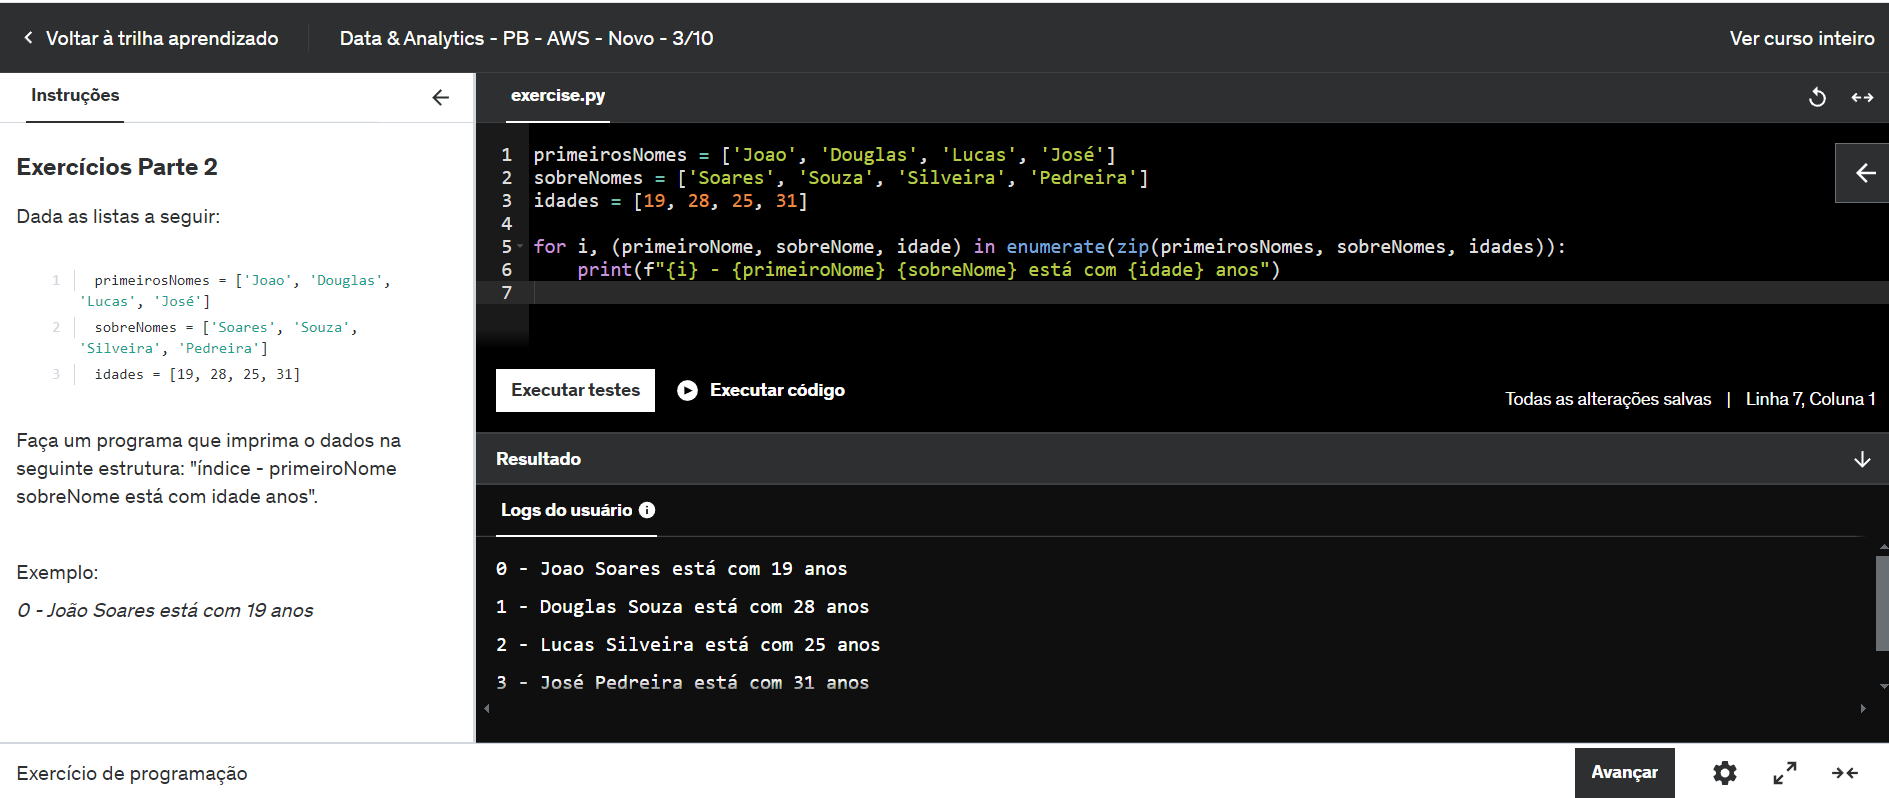 Voltar à trilha aprendizado
Data & Analytics - PB - AWS - Novo - 3/10
Ver curso inteiro
Instruções
Exercícios Parte 2
Dada as listas a seguir:
1 primeirosNomes = ['Joao', 'Douglas',
'Lucas', 'José']
2 sobreNomes = ['Soares', 'Souza',
'Silveira', 'Pedreira']
3 idades = [19, 28, 25, 31]
Faça um programa que imprima o dados na
seguinte estrutura: "índice - primeiroNome
sobreNome está com idade anos".
Exemplo:
0 - João Soares está com 19 anos
exercise.py
1 primeirosNomes = ['Joao', 'Douglas', 'Lucas', 'José']
2 sobreNomes = ['Soares', 'Souza', 'Silveira', 'Pedreira']
3 idades = [19, 28, 25, 31]
4
5 for i, (primeiroNome, sobreNome, idade) in enumerate(zip(primeirosNomes, sobreNomes, idades)):
6     print(f"{i} - {primeiroNome} {sobreNome} está com {idade} anos")
7
Executar testes
Executar código
Todas as alterações salvas | Linha 7, Coluna 1
Resultado
Logs do usuário
0 - Joao Soares está com 19 anos
1 - Douglas Souza está com 28 anos
2 - Lucas Silveira está com 25 anos
3 - José Pedreira está com 31 anos
Exercício de programação
Avançar